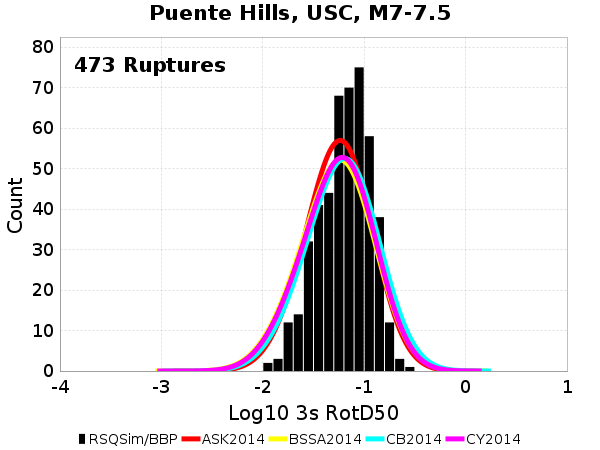 Puente Hills, USC, M7-7.5
473 Ruptures
Count
80
70
60
50
40
30
20
10
0
-4 -3 -2 -1 0 1
Log10 3s RotD50
RSQSim/BBP ASK2014 BSSA2014 CB2014 CY2014